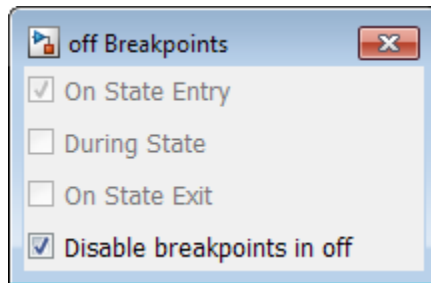 off Breakpoints
On State Entry
During State
On State Exit
Disable breakpoints in off